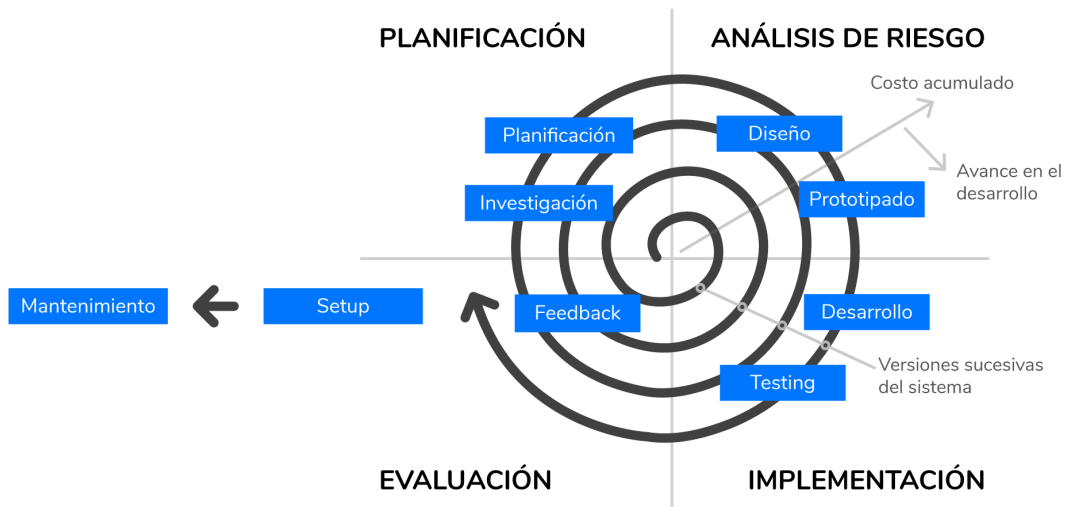 PLANIFICACIÓN
ANÁLISIS DE RIESGO
Costo acumulado
Planificación
Diseño
Avance en el
desarrollo
Investigación
Prototipado
Mantenimiento
Setup
Feedback
Desarrollo
Versiones sucesivas
del sistema
Testing
EVALUACIÓN
IMPLEMENTACIÓN